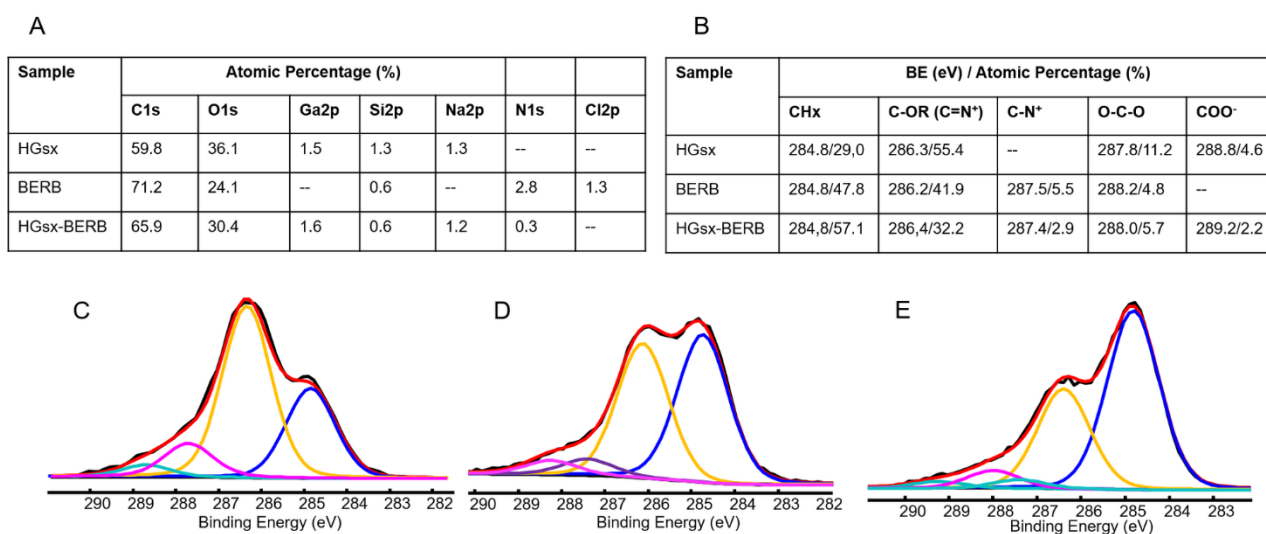 A
Sample Atomic Percentage (%)
C1s O1s Ga2p Si2p Na2p N1s Cl2p
HGsx 59.8 36.1 1.5 1.3 1.3 -- --
BERB 71.2 24.1 -- 0.6 -- 2.8 1.3
HGsx-BERB 65.9 30.4 1.6 0.6 1.2 0.3 --
B
Sample BE (eV) / Atomic Percentage (%)
CHx C-OR (C=N⁺) C-N⁺ O-C-O COO⁻
HGsx 284.8/29,0 286.3/55.4 -- 287.8/11.2 288.8/4.6
BERB 284.8/47.8 286.2/41.9 287.5/5.5 288.2/4.8 --
HGsx-BERB 284,8/57.1 286,4/32.2 287.4/2.9 288.0/5.7 289.2/2.2
C
290 289 288 287 286 285 284 283 282
Binding Energy (eV)
D
290 289 288 287 286 285 284 283 282
Binding Energy (eV)
E
290 289 288 287 286 285 284 283
Binding Energy (eV)